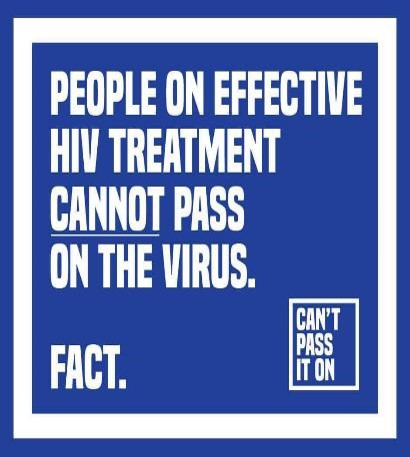 PEOPLE ON EFFECTIVE
HIV TREATMENT
CANNOT PASS
ON THE VIRUS.
FACT.
CAN'T
PASS
IT ON